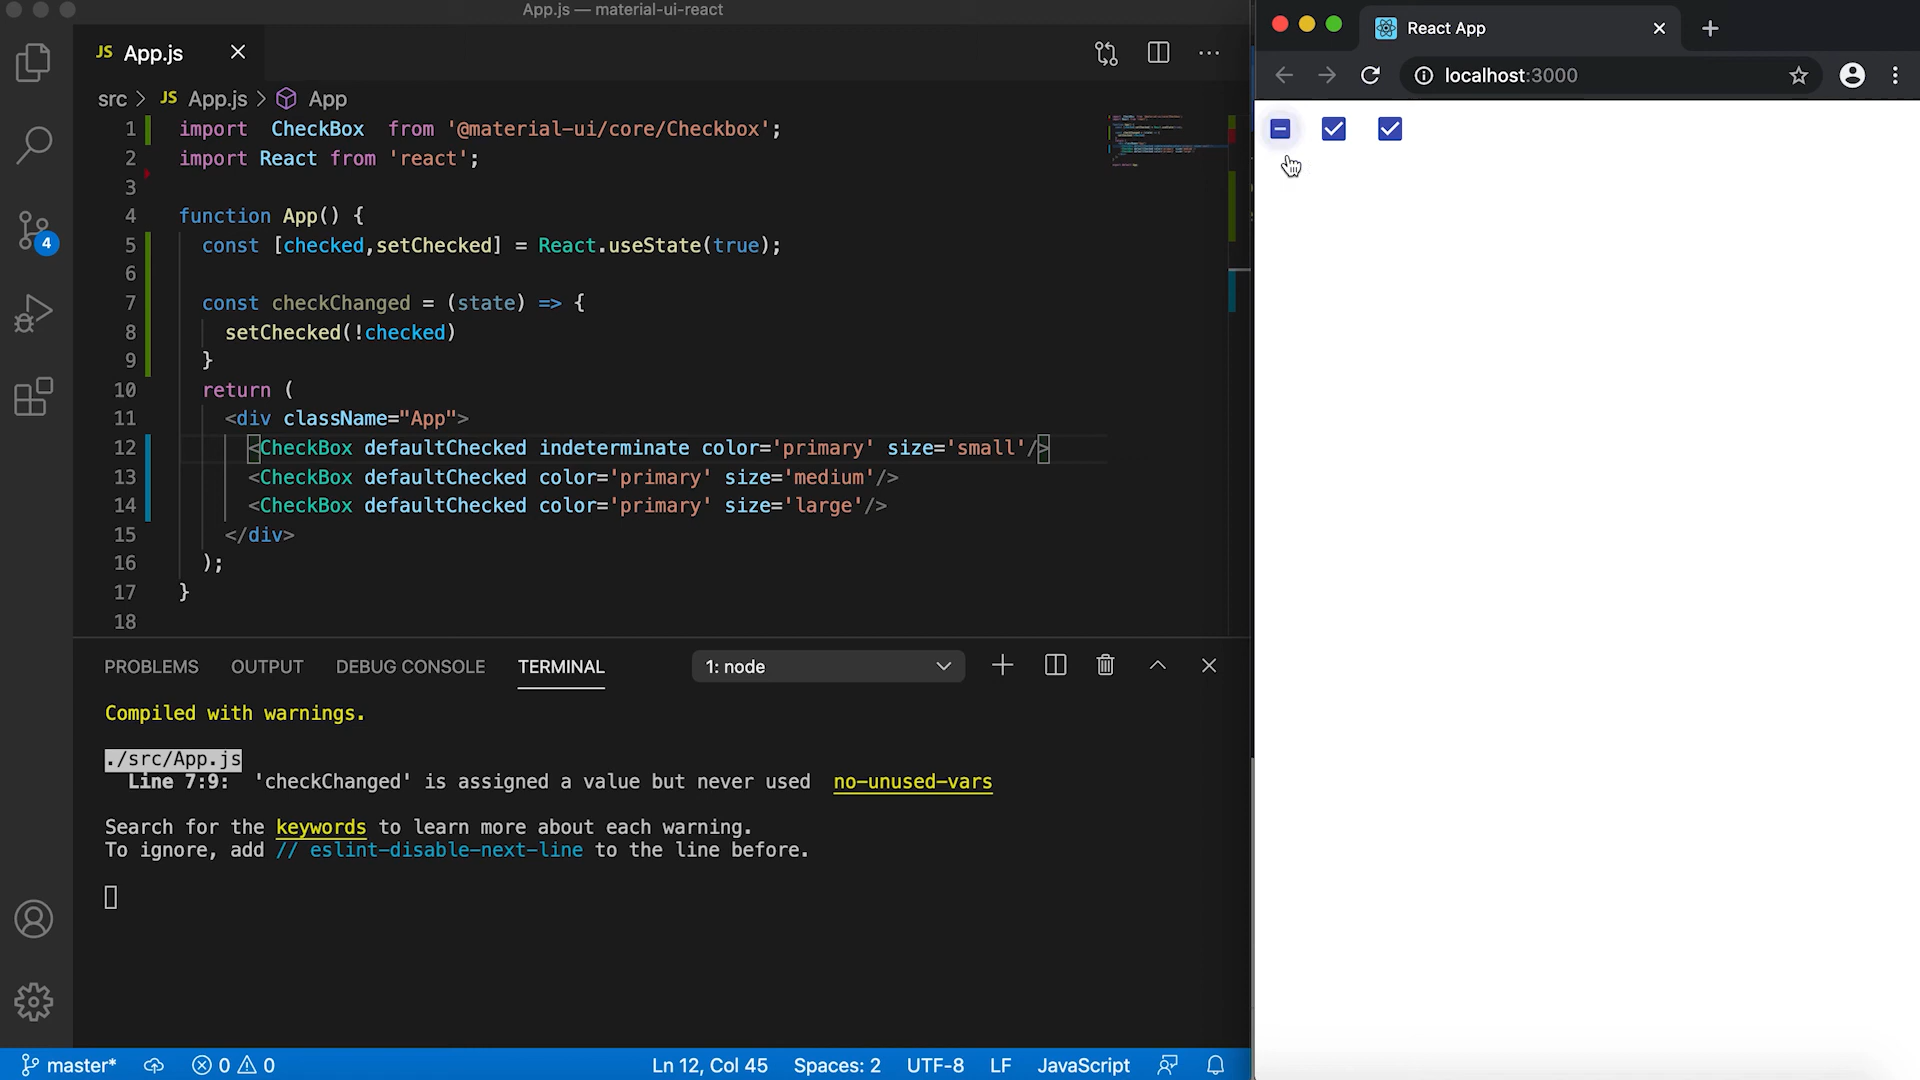 App.js — material-ui-react
JS App.js
src > JS App.js > App
1 import CheckBox from '@material-ui/core/Checkbox';
2 import React from 'react';
3
4 function App() {
5 const [checked,setChecked] = React.useState(true);
6
7 const checkChanged = (state) => {
8 setChecked(!checked)
9 }
10 return (
11 <div className="App">
12 <CheckBox defaultChecked indeterminate color='primary' size='small'/>
13 <CheckBox defaultChecked color='primary' size='medium'/>
14 <CheckBox defaultChecked color='primary' size='large'/>
15 </div>
16 );
17 }
18
4
PROBLEMS OUTPUT DEBUG CONSOLE TERMINAL 1: node
Compiled with warnings.
./src/App.js
Line 7:9: 'checkChanged' is assigned a value but never used no-unused-vars
Search for the keywords to learn more about each warning.
To ignore, add // eslint-disable-next-line to the line before.
master* 0 0 Ln 12, Col 45 Spaces: 2 UTF-8 LF JavaScript
React App
localhost:3000